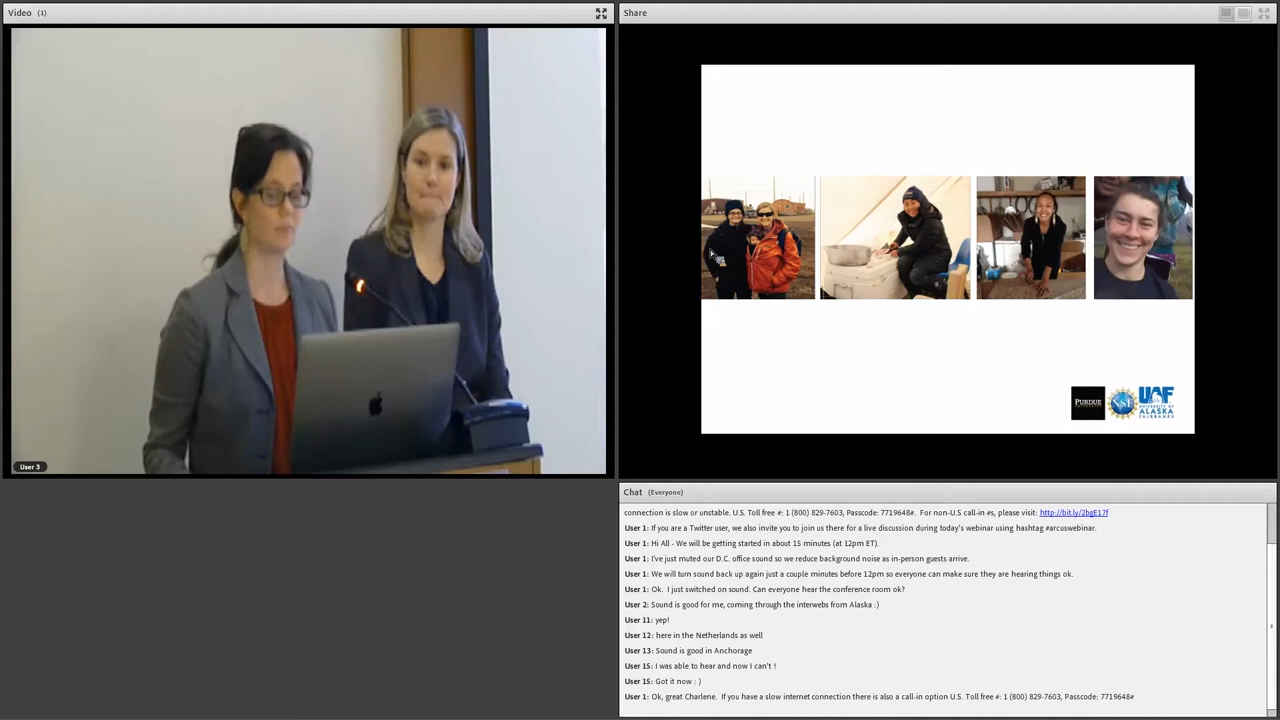 Video (1)
User 3
Share
PURDUE
NSF
UAF
UNIVERSITY OF
ALASKA
FAIRBANKS
Chat (Everyone)
connection is slow or unstable. U.S. Toll free #: 1 (800) 829-7603, Passcode: 7719648#. For non-U.S call-in #s, please visit: http://bit.ly/2bgE17f
User 1: If you are a Twitter user, we also invite you to join us there for a live discussion during today's webinar using hashtag #arcuswebinar.
User 1: Hi All - We will be getting started in about 15 minutes (at 12pm ET).
User 1: I've just muted our D.C. office sound so we reduce background noise as in-person guests arrive.
User 1: We will turn sound back up again just a couple minutes before 12pm so everyone can make sure they are hearing things ok.
User 1: Ok. I just switched on sound. Can everyone hear the conference room ok?
User 2: Sound is good for me, coming through the interwebs from Alaska :)
User 11: yep!
User 12: here in the Netherlands as well
User 13: Sound is good in Anchorage
User 15: I was able to hear and now I can't !
User 15: Got it now : )
User 1: Ok, great Charlene. If you have a slow internet connection there is also a call-in option U.S. Toll free #: 1 (800) 829-7603, Passcode: 7719648#